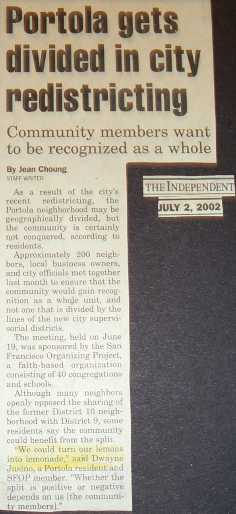 Portola gets
divided in city
redistricting
Community members want
to be recognized as a whole
By Jean Choung
STAFF WRITER
As a result of the city's
recent redistricting, the
Portola neighborhood may be
geographically divided, but
the community is certainly
not conquered, according to
residents.
Approximately 200 neigh-
bors, local business owners,
and city officials met together
last month to ensure that the
community would gain recog-
nition as a whole unit, and
not one that is divided by the
lines of the new city supervi-
sorial districts.
The meeting, held on June
19, was sponsored by the San
Francisco Organizing Project,
a faith-based organization
consisting of 40 congregations
and schools.
Although many neighbors
openly opposed the sharing of
the former District 10 neigh-
borhood with District 9, some
residents say the community
could benefit from the split.
"We could turn our lemons
into lemonade," said Dwayne
Jusino, a Portola resident and
SFOP member. "Whether the
split is positive or negative
depends on us [the communi-
ty members]."
THE INDEPENDENT
JULY 2, 2002